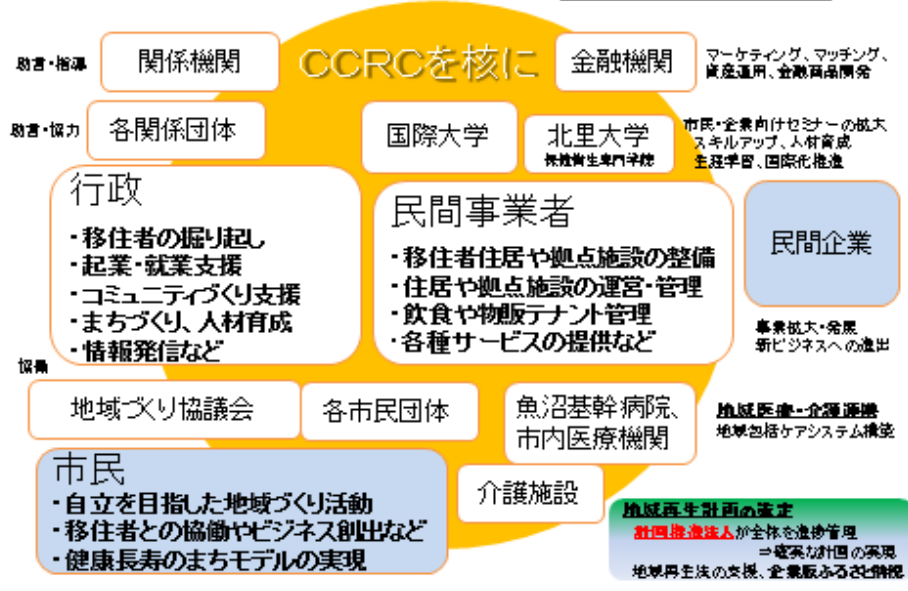 CCRCを核に
助言・指導
関係機関
金融機関
マーケティング、マッチング、
資産運用、金融商品開発
助言・協力
各関係団体
国際大学
北里大学
保健衛生専門学院
市民・企業向けセミナーの拡大
スキルアップ、人材育成
生涯学習、国際化推進
行政
・移住者の掘り起し
・起業・就業支援
・コミュニティづくり支援
・まちづくり、人材育成
・情報発信など
民間事業者
・移住者住居や拠点施設の整備
・住居や拠点施設の運営・管理
・飲食や物販テナント管理
・各種サービスの提供など
民間企業
事業拡大・発展
新ビジネスへの進出
協働
地域づくり協議会
各市民団体
魚沼基幹病院、
市内医療機関
地域医療・介護連携
地域包括ケアシステム構築
市民
・自立を目指した地域づくり活動
・移住者との協働やビジネス創出など
・健康長寿のまちモデルの実現
介護施設
地域再生計画の策定
計画推進法人が全体を進捗管理
⇒確実な計画の実現
地域再生法の支援、企業版ふるさと納税